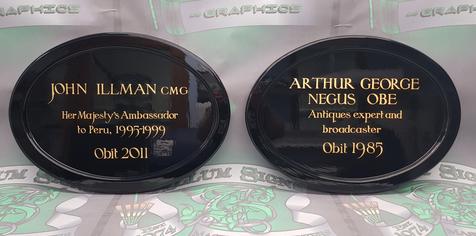 GRAPHICS
GRAPHICS
JOHN ILLMAN CMG
Her Majesty's Ambassador
to Peru, 1995-1999
Obit 2011
ARTHUR GEORGE
NEGUS OBE
Antiques expert and
broadcaster
Obit 1985
SIGN